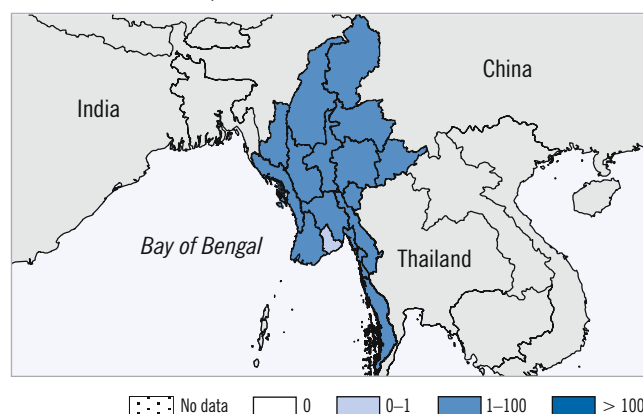 China
India
Bay of Bengal
Thailand
No data 0 0–1 1–100 > 100